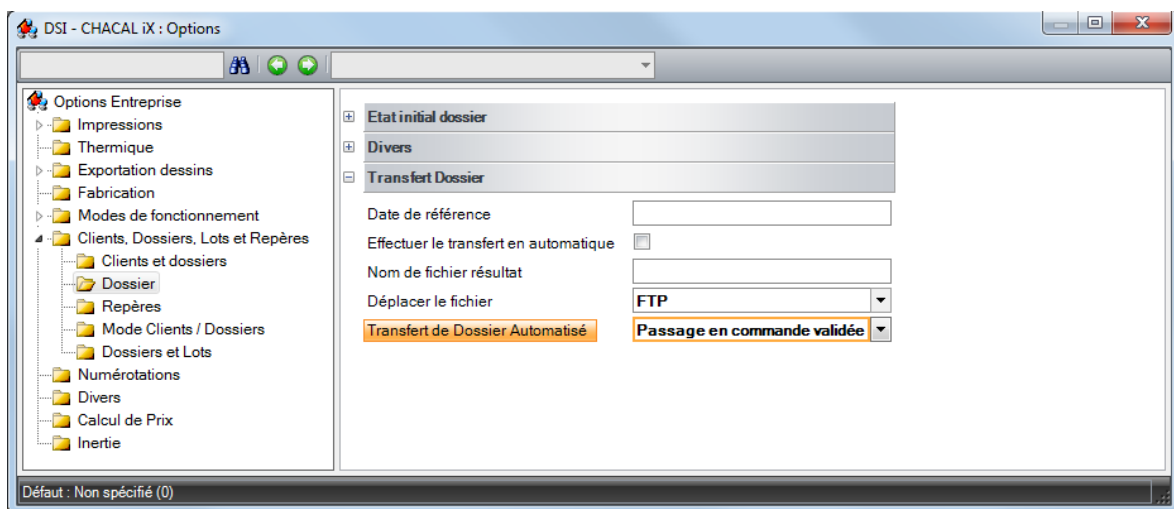 DSI - CHACAL iX : Options
Options Entreprise
Impressions
Thermique
Exportation dessins
Fabrication
Modes de fonctionnement
Clients, Dossiers, Lots et Repères
Clients et dossiers
Dossier
Repères
Mode Clients / Dossiers
Dossiers et Lots
Numérotations
Divers
Calcul de Prix
Inertie
Etat initial dossier
Divers
Transfert Dossier
Date de référence
Effectuer le transfert en automatique
Nom de fichier résultat
Déplacer le fichier FTP
Transfert de Dossier Automatisé Passage en commande validée
Défaut : Non spécifié (0)